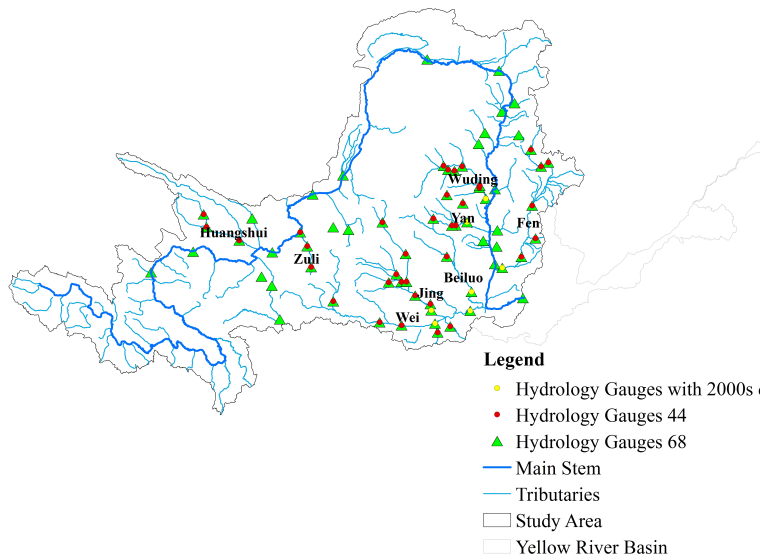 Wuding
Huangshui
Yan
Fen
Zuli
Beiluo
Jing
Wei
Legend
Hydrology Gauges with 2000s
Hydrology Gauges 44
Hydrology Gauges 68
Main Stem
Tributaries
Study Area
Yellow River Basin